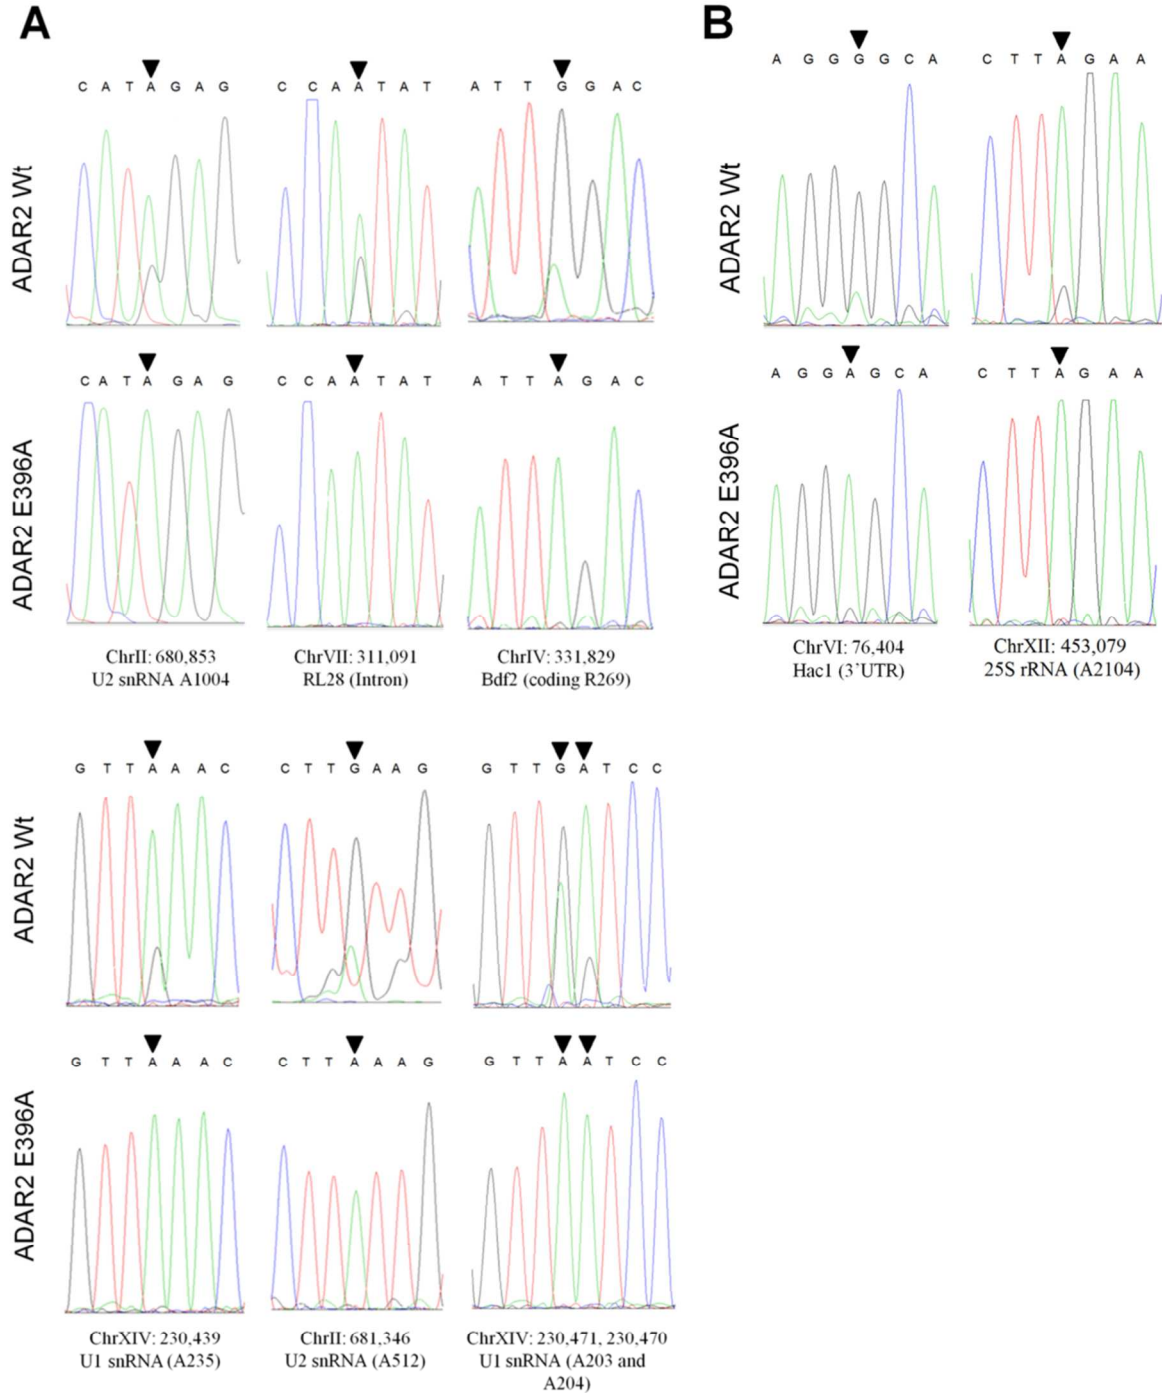 A
B
C A T A G A G
C C A A T A T
A T T G G A C
A G G G G C A
C T T A G A A
ADAR2 Wt
ADAR2 Wt
C A T A G A G
C C A A T A T
A T T A G A C
A G G A G C A
C T T A G A A
ADAR2 E396A
ADAR2 E396A
ChrII: 680,853
U2 snRNA A1004
ChrVII: 311,091
RL28 (Intron)
ChrIV: 331,829
Bdf2 (coding R269)
ChrVI: 76,404
Hac1 (3’UTR)
ChrXII: 453,079
25S rRNA (A2104)
G T T A A A C
C T T G A A G
G T T G A T C C
ADAR2 Wt
G T T A A A C
C T T A A A G
G T T A A T C C
ADAR2 E396A
ChrXIV: 230,439
U1 snRNA (A235)
ChrII: 681,346
U2 snRNA (A512)
ChrXIV: 230,471, 230,470
U1 snRNA (A203 and
A204)